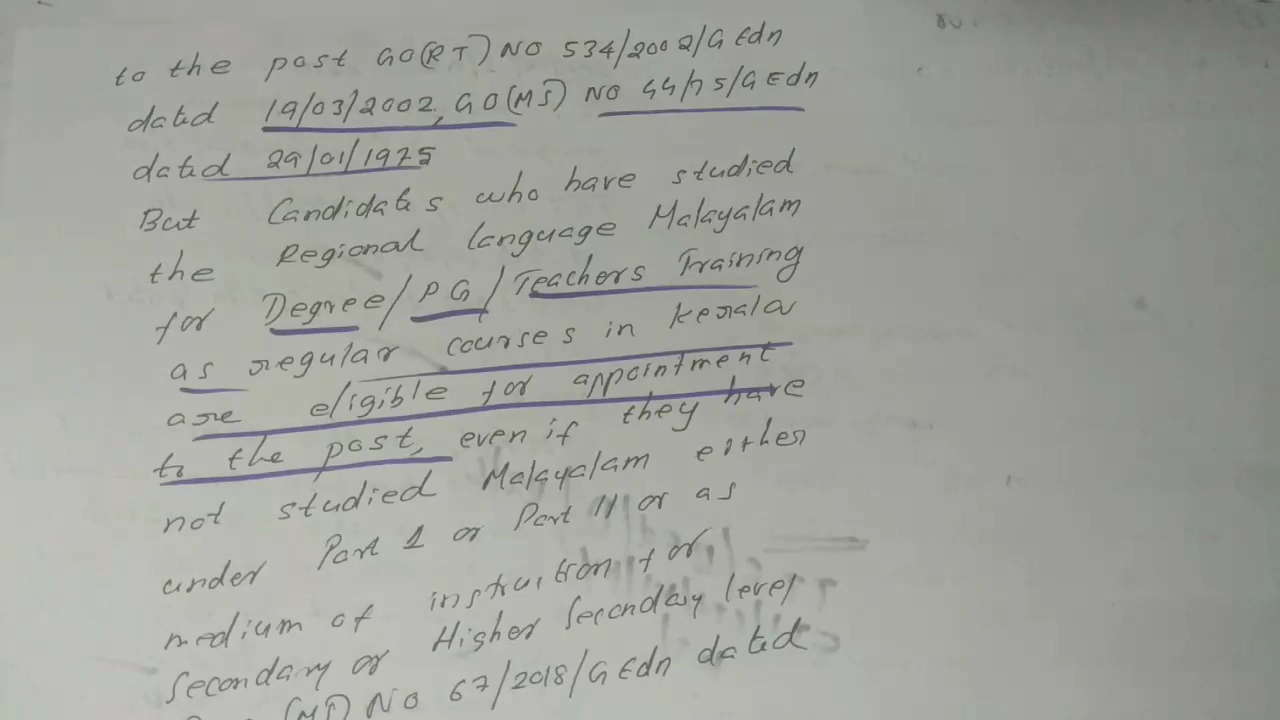 to the post GO(RT) NO 534/2002/G Edn
dated 19/03/2002, GO(MS) NO 44/75/G Edn
dated 29/01/1975
But Candidates who have studied
the Regional language Malayalam
for Degree/PG/Teachers Training
as regular courses in kerala
are eligible for appointment
to the post, even if they have
not studied Malayalam either
under Part 1 or Part II or as
medium of instruction for
Secondary or Higher Secondary level
(MS) NO 67/2018/G Edn dated